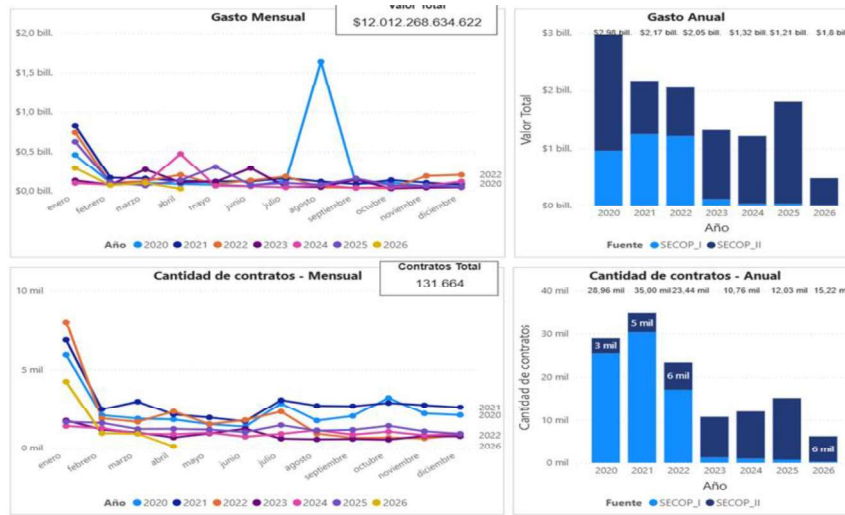 Gasto Mensual
Valor Total
$12.012.268.634.622
$2,0 bill.
$1,5 bill.
$1,0 bill.
$0,5 bill.
$0,0 bill.
2022
2020
enero
febrero
marzo
abril
mayo
junio
julio
agosto
septiembre
octubre
noviembre
diciembre
Año 2020 2021 2022 2023 2024 2025 2026
Gasto Anual
$2,98 bill. $2,17 bill. $2,05 bill. $1,32 bill. $1,21 bill. $1,8 bill.
$3 bill.
$2 bill.
$1 bill.
$0 bill.
Valor Total
2020 2021 2022 2023 2024 2025 2026
Año
Fuente SECOP_I SECOP_II
Cantidad de contratos - Mensual
Contratos Total
131.664
10 mil
5 mil
0 mil
2021
2020
2022
2026
enero
febrero
marzo
abril
mayo
junio
julio
agosto
septiembre
octubre
noviembre
diciembre
Año 2020 2021 2022 2023 2024 2025 2026
Cantidad de contratos - Anual
28,96 mil 35,00 mil 23,44 mil 10,76 mil 12,03 mil 15,22 mil
40 mil
30 mil
20 mil
10 mil
0 mil
Cantidad de contratos
3 mil
5 mil
6 mil
6 mil
2020 2021 2022 2023 2024 2025 2026
Año
Fuente SECOP_I SECOP_II